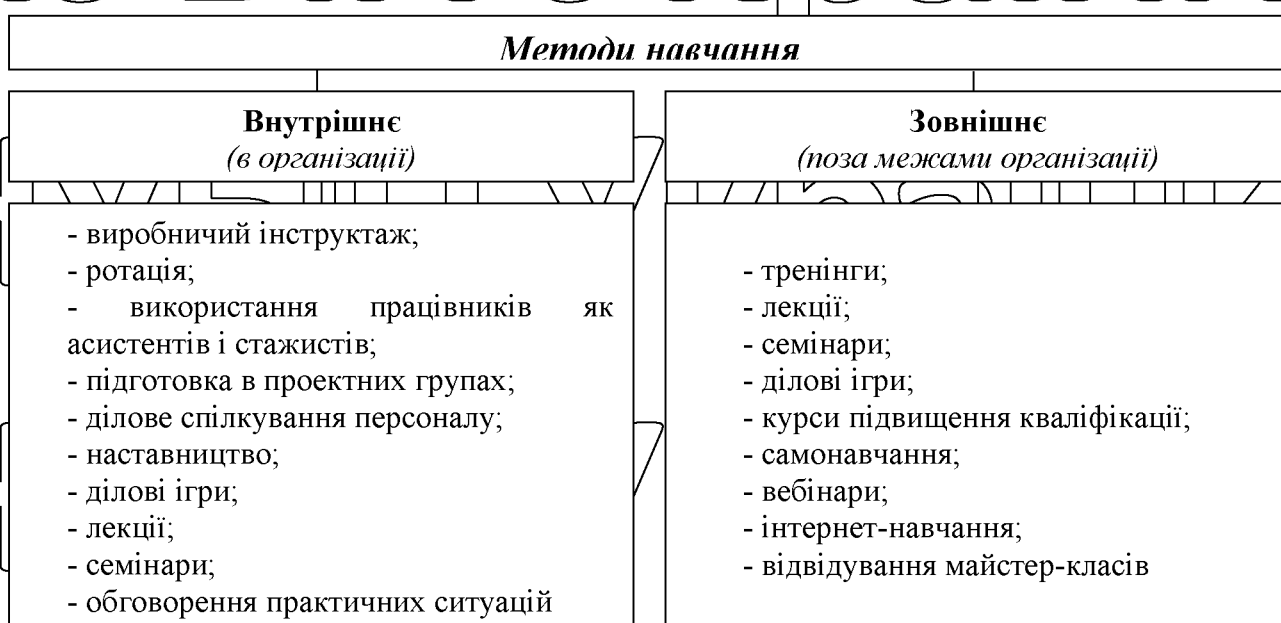 Методи навчання
Внутрішнє
(в організації)
- виробничий інструктаж;
- ротація;
- використання працівників як
асистентів і стажистів;
- підготовка в проектних групах;
- ділове спілкування персоналу;
- наставництво;
- ділові ігри;
- лекції;
- семінари;
- обговорення практичних ситуацій
Зовнішнє
(поза межами організації)
- тренінги;
- лекції;
- семінари;
- ділові ігри;
- курси підвищення кваліфікації;
- самонавчання;
- вебінари;
- інтернет-навчання;
- відвідування майстер-класів